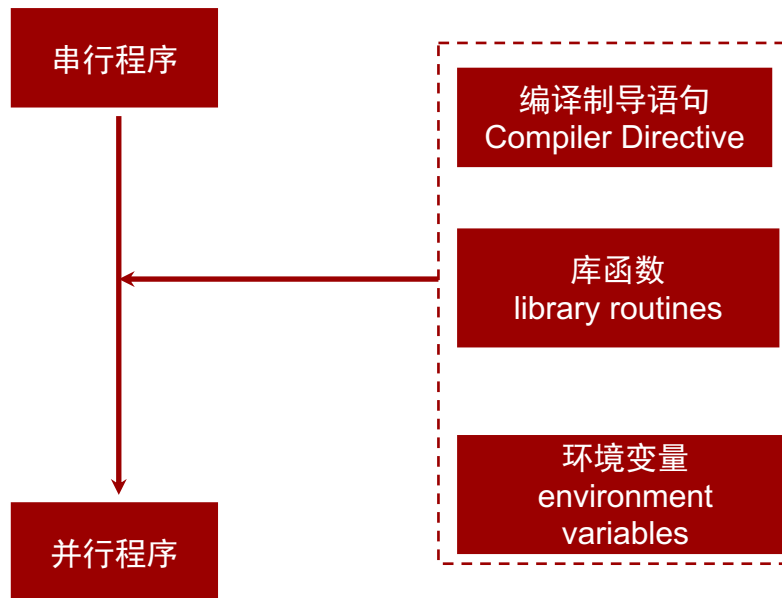 串行程序
编译制导语句
Compiler Directive
库函数
library routines
环境变量
environment
variables
并行程序